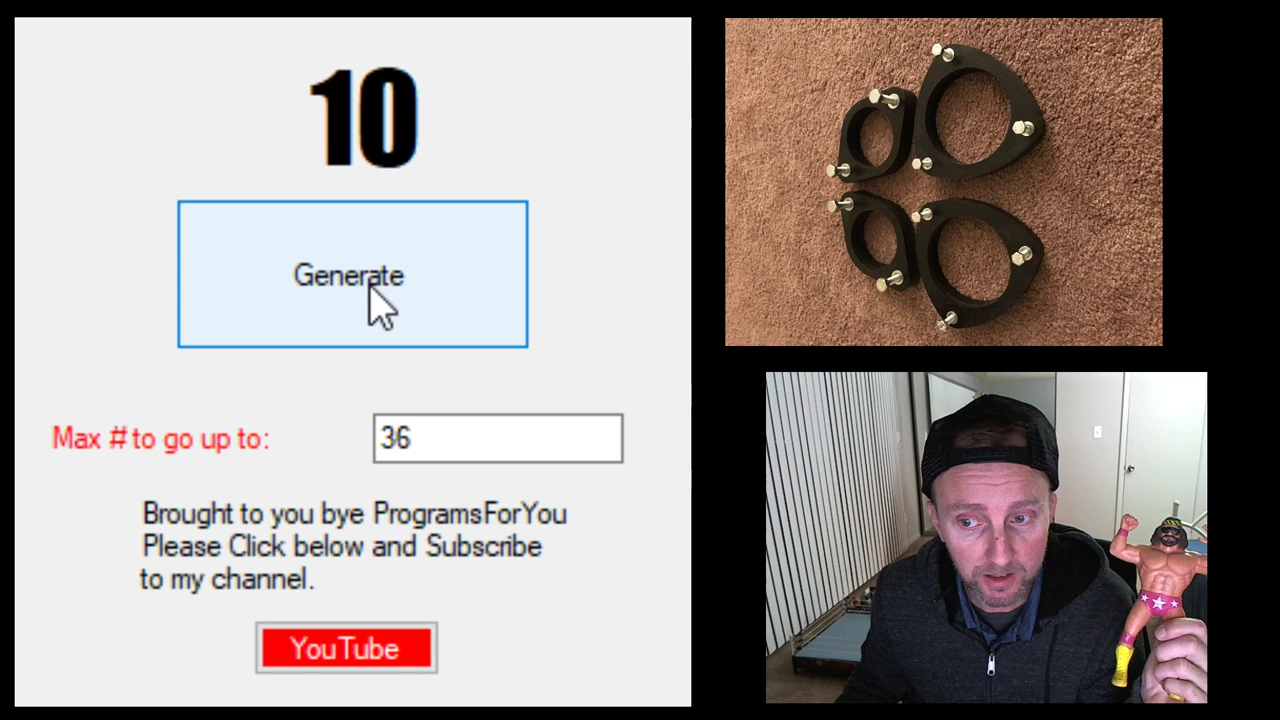 10
Generate
Max # to go up to:
36
Brought to you bye ProgramsForYou
Please Click below and Subscribe
to my channel.
YouTube